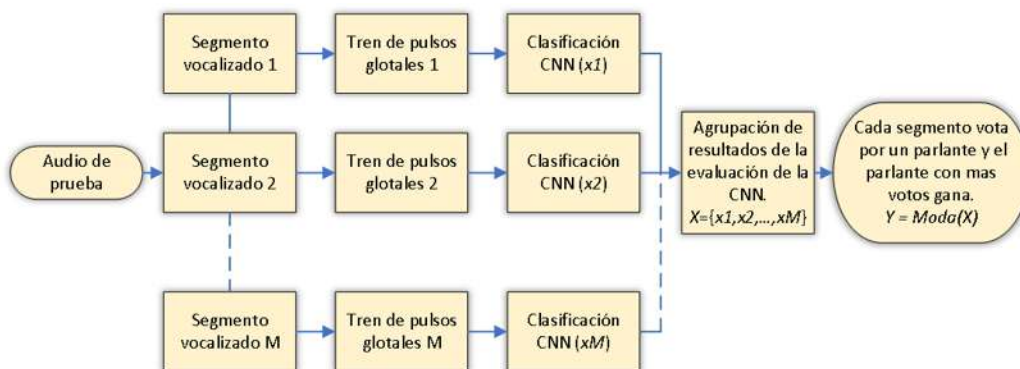 Segmento
vocalizado 1
Tren de pulsos
glotales 1
Clasificación
CNN (x1)
Audio de
prueba
Segmento
vocalizado 2
Tren de pulsos
glotales 2
Clasificación
CNN (x2)
Agrupación de
resultados de la
evaluación de la
CNN.
X={x1,x2,...,xM}
Cada segmento vota
por un parlante y el
parlante con mas
votos gana.
Y = Moda(X)
Segmento
vocalizado M
Tren de pulsos
glotales M
Clasificación
CNN (xM)